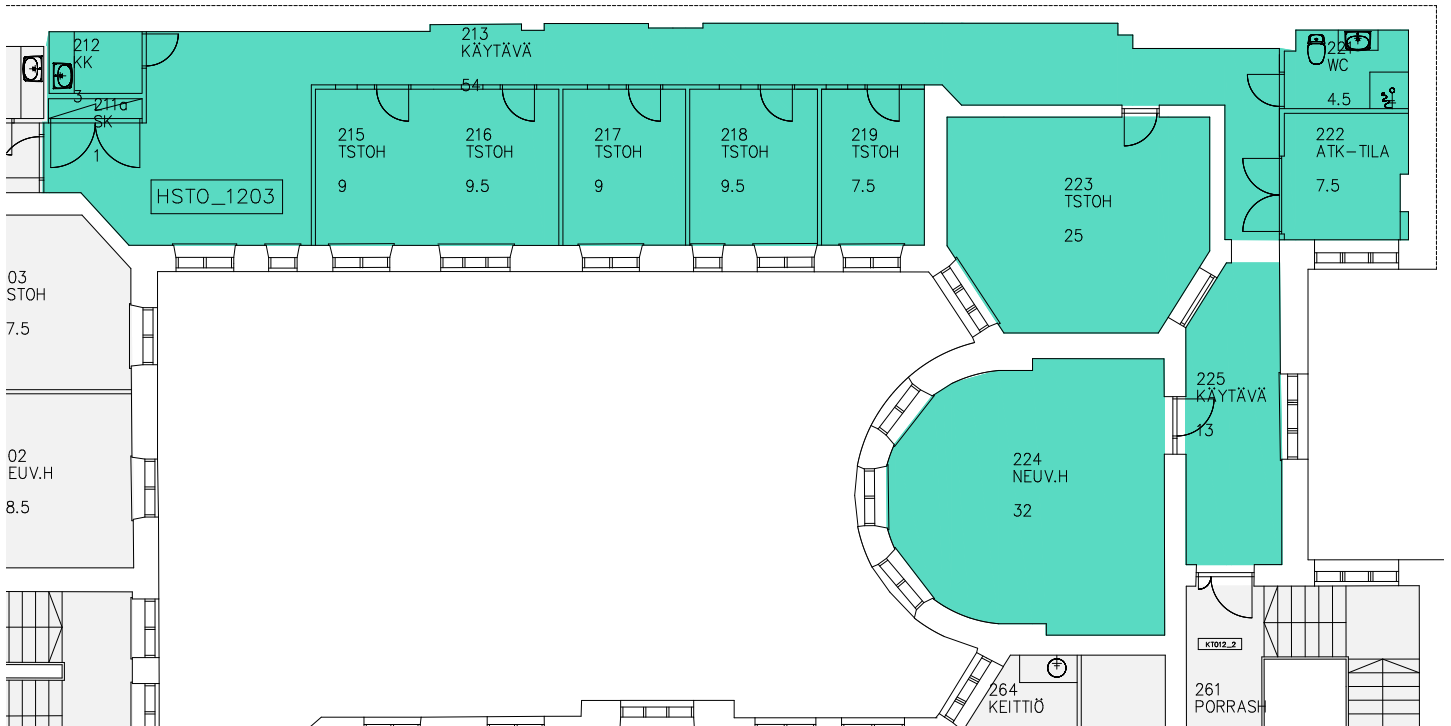 212
KK
3
211a
SK
1
213
KÄYTÄVÄ
54
221
WC
4.5
215
TSTOH
9
216
TSTOH
9.5
217
TSTOH
9
218
TSTOH
9.5
219
TSTOH
7.5
222
ATK-TILA
7.5
HSTO_1203
223
TSTOH
25
03
STOH
7.5
225
KÄYTÄVÄ
13
02
EUV.H
8.5
224
NEUV.H
32
KT012_2
264
KEITTIÖ
261
PORRASH